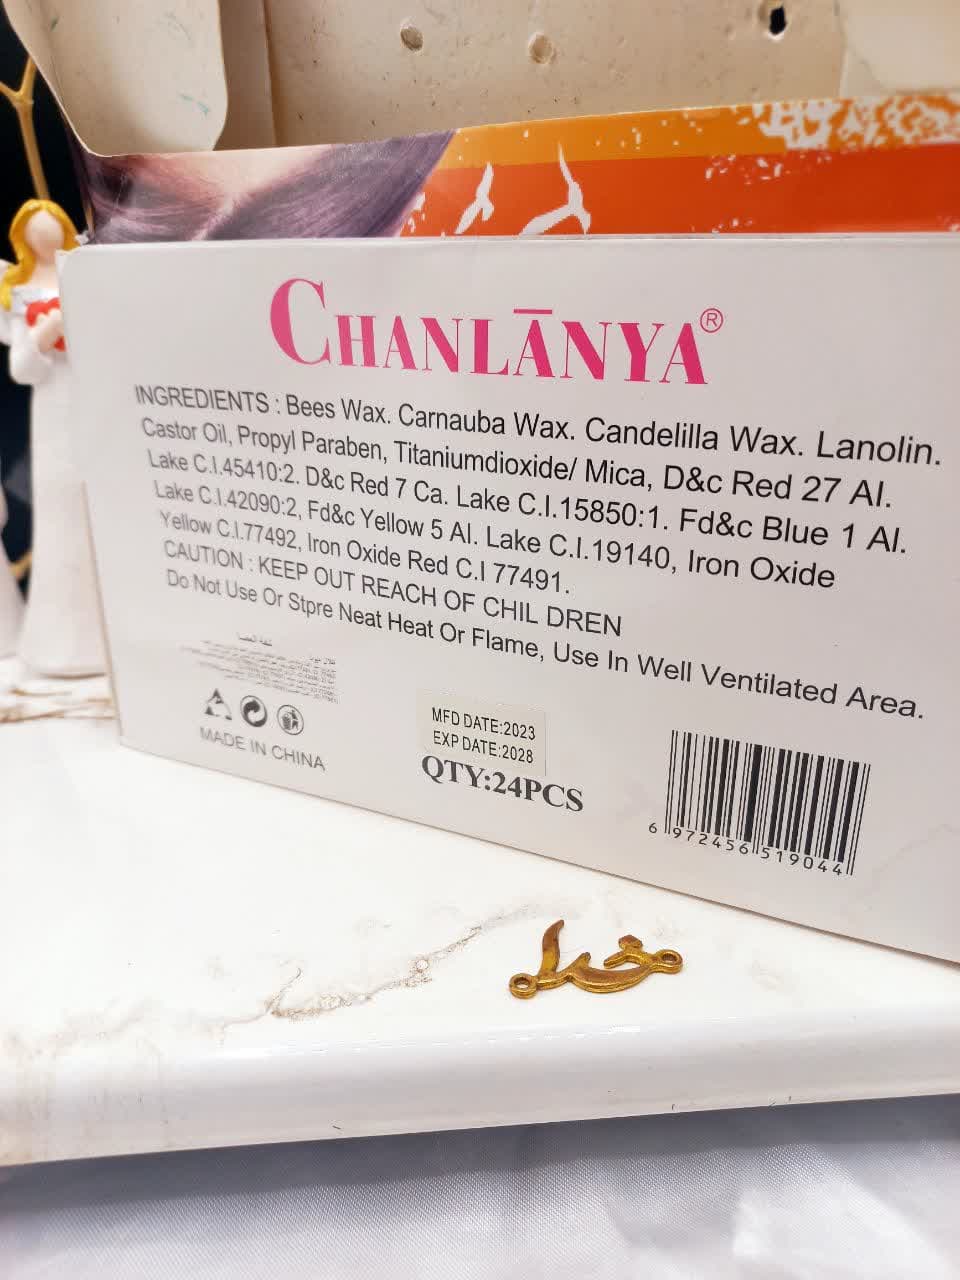 CHANLĀNYA®
INGREDIENTS : Bees Wax. Carnauba Wax. Candelilla Wax. Lanolin.
Castor Oil, Propyl Paraben, Titaniumdioxide/ Mica, D&c Red 27 Al.
Lake C.I.45410:2. D&c Red 7 Ca. Lake C.I.15850:1. Fd&c Blue 1 Al.
Lake C.I.42090:2, Fd&c Yellow 5 Al. Lake C.I.19140, Iron Oxide
Yellow C.I.77492, Iron Oxide Red C.I 77491.
CAUTION : KEEP OUT REACH OF CHIL DREN
Do Not Use Or Stpre Neat Heat Or Flame, Use In Well Ventilated Area.
MADE IN CHINA
MFD DATE:2023
EXP DATE:2028
QTY:24PCS
6 972456 519044